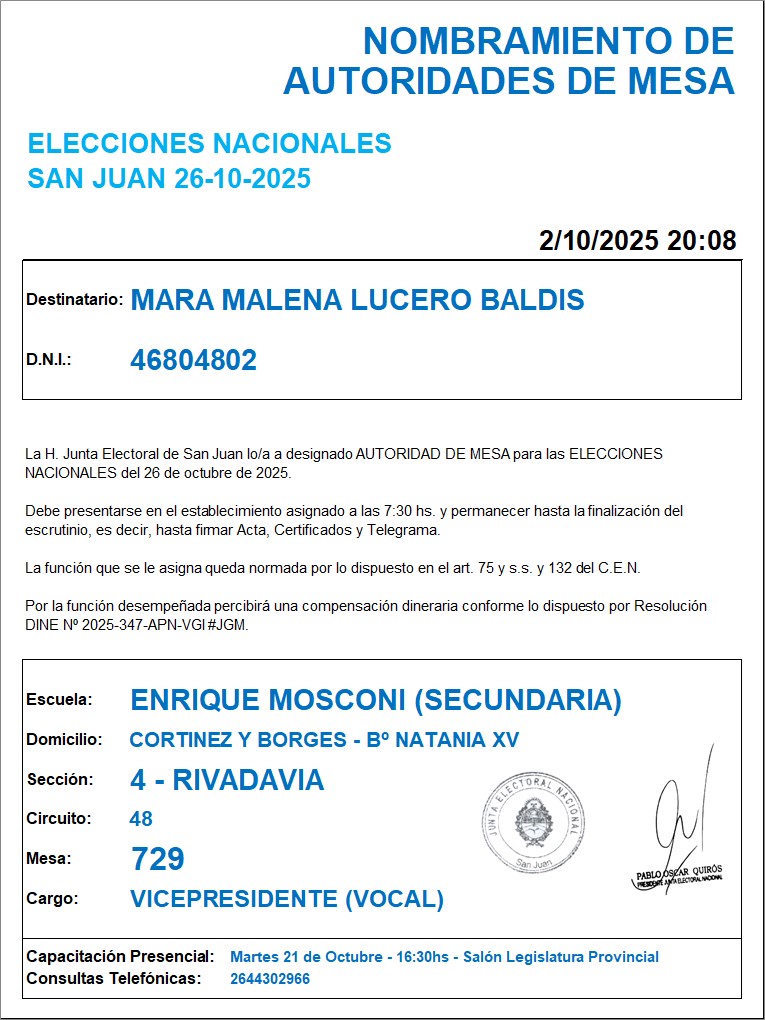 NOMBRAMIENTO DE
AUTORIDADES DE MESA
ELECCIONES NACIONALES
SAN JUAN 26-10-2025
2/10/2025 20:08
Destinatario: MARA MALENA LUCERO BALDIS
D.N.I.: 46804802
La H. Junta Electoral de San Juan lo/a a designado AUTORIDAD DE MESA para las ELECCIONES
NACIONALES del 26 de octubre de 2025.
Debe presentarse en el establecimiento asignado a las 7:30 hs. y permanecer hasta la finalización del
escrutinio, es decir, hasta firmar Acta, Certificados y Telegrama.
La función que se le asigna queda normada por lo dispuesto en el art. 75 y s.s. y 132 del C.E.N.
Por la función desempeñada percibirá una compensación dineraria conforme lo dispuesto por Resolución
DINE Nº 2025-347-APN-VGI#JGM.
Escuela: ENRIQUE MOSCONI (SECUNDARIA)
Domicilio: CORTINEZ Y BORGES - Bº NATANIA XV
Sección: 4 - RIVADAVIA
Circuito: 48
Mesa: 729
Cargo: VICEPRESIDENTE (VOCAL)
JUNTA ELECTORAL NACIONAL
San Juan
PABLO OSCAR QUIRÓS
PRESIDENTE JUNTA ELECTORAL NACIONAL
Capacitación Presencial: Martes 21 de Octubre - 16:30hs - Salón Legislatura Provincial
Consultas Telefónicas: 2644302966